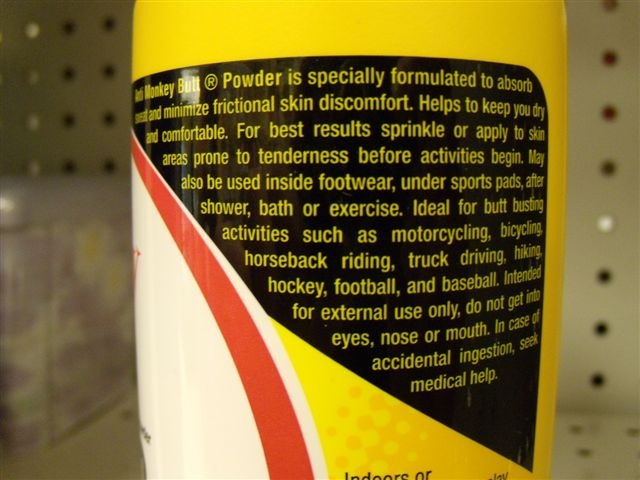 Anti Monkey Butt ® Powder is specially formulated to absorb
sweat and minimize frictional skin discomfort. Helps to keep you dry
and comfortable. For best results sprinkle or apply to skin
areas prone to tenderness before activities begin. May
also be used inside footwear, under sports pads, after
shower, bath or exercise. Ideal for butt busting
activities such as motorcycling, bicycling,
horseback riding, truck driving, hiking,
hockey, football, and baseball. Intended
for external use only, do not get into
eyes, nose or mouth. In case of
accidental ingestion, seek
medical help.
Indoors or